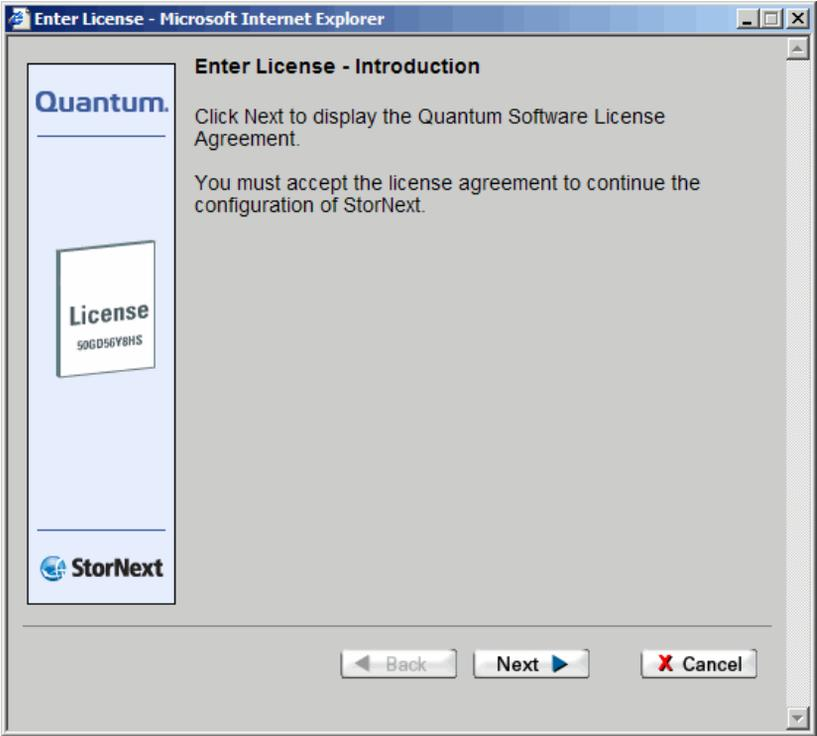 Enter License - Microsoft Internet Explorer
Enter License - Introduction
Quantum.
Click Next to display the Quantum Software License
Agreement.
You must accept the license agreement to continue the
configuration of StorNext.
License
50GD56Y8HS
StorNext
Back
Next
X Cancel